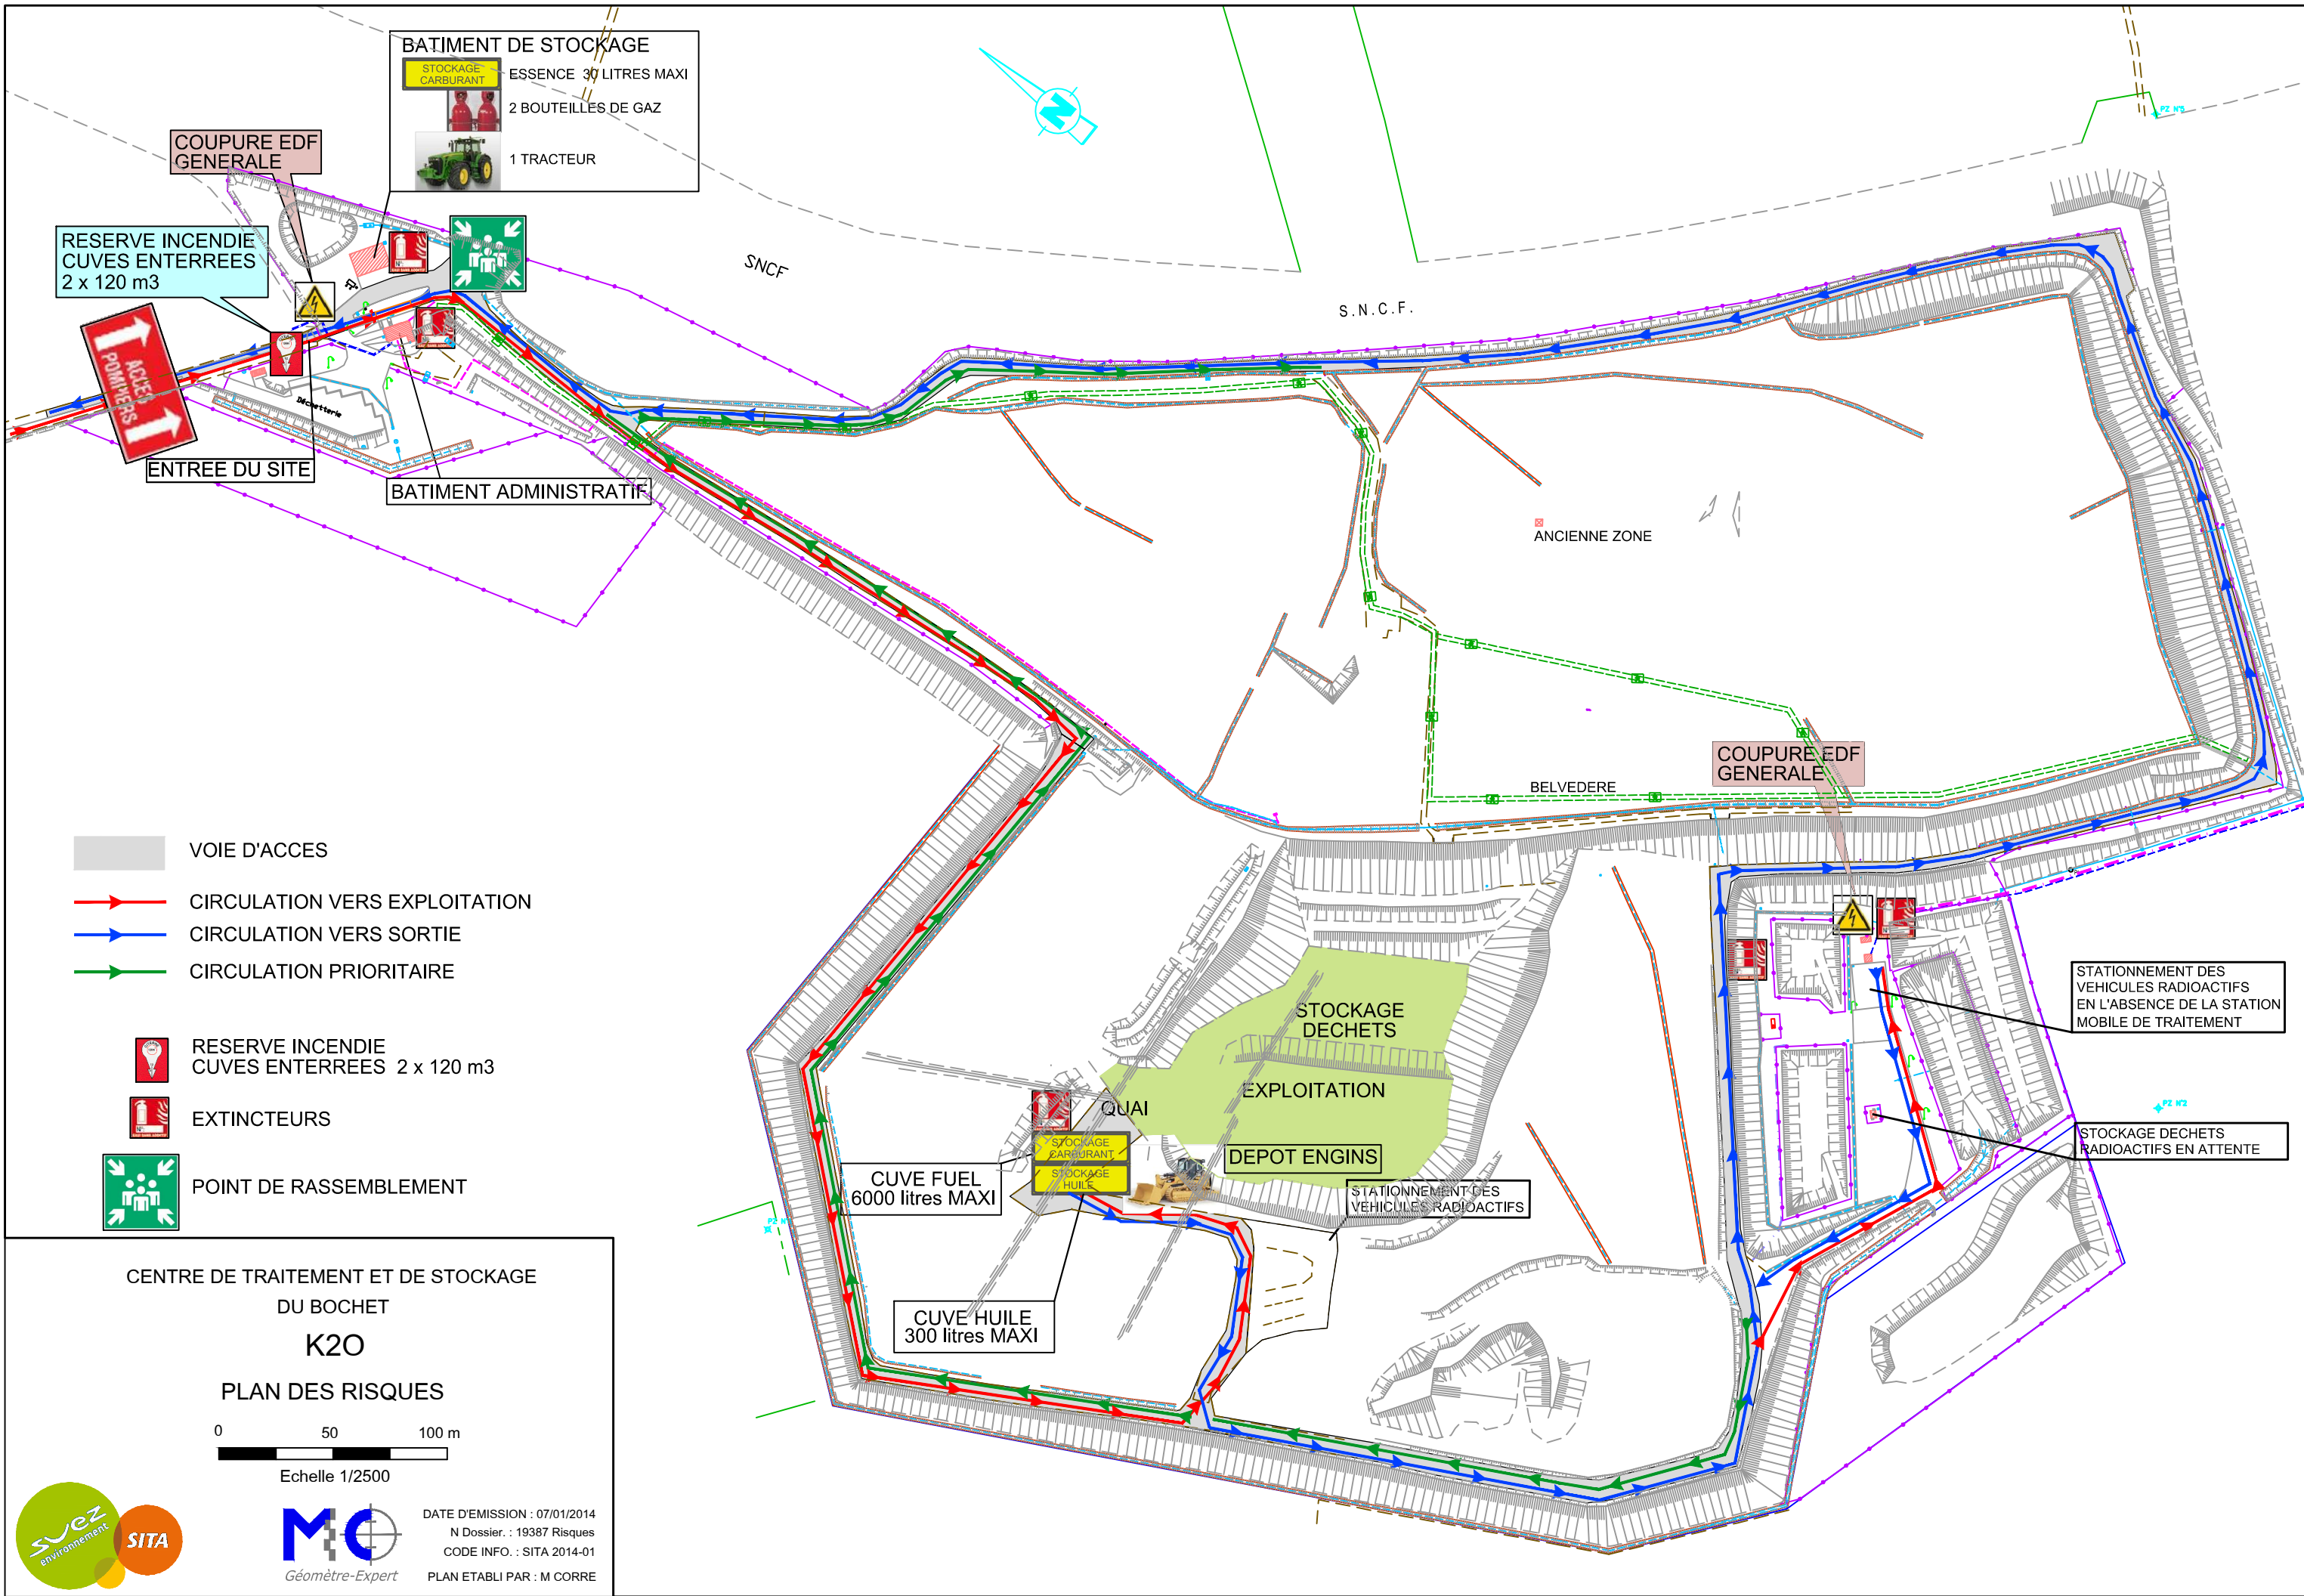 BATIMENT DE STOCKAGE
STOCKAGE
CARBURANT
ESSENCE 30 LITRES MAXI
2 BOUTEILLES DE GAZ
1 TRACTEUR
COUPURE EDF
GENERALE
RESERVE INCENDIE
CUVES ENTERREES
2 x 120 m3
ACCES
POMPIERS
Déchetterie
ENTREE DU SITE
BATIMENT ADMINISTRATIF
N
SNCF
S.N.C.F.
PZ N°5
ANCIENNE ZONE
BELVEDERE
COUPURE EDF
GENERALE
VOIE D'ACCES
CIRCULATION VERS EXPLOITATION
CIRCULATION VERS SORTIE
CIRCULATION PRIORITAIRE
RESERVE INCENDIE
CUVES ENTERREES 2 x 120 m3
EXTINCTEURS
POINT DE RASSEMBLEMENT
STOCKAGE
DECHETS
EXPLOITATION
QUAI
STOCKAGE
CARBURANT
STOCKAGE
HUILE
DEPOT ENGINS
CUVE FUEL
6000 litres MAXI
CUVE HUILE
300 litres MAXI
STATIONNEMENT DES
VEHICULES RADIOACTIFS
STATIONNEMENT DES
VEHICULES RADIOACTIFS
EN L'ABSENCE DE LA STATION
MOBILE DE TRAITEMENT
PZ N°2
STOCKAGE DECHETS
RADIOACTIFS EN ATTENTE
CENTRE DE TRAITEMENT ET DE STOCKAGE
DU BOCHET
K2O
PLAN DES RISQUES
0 50 100 m
Echelle 1/2500
suez
environnement
SITA
MC
Géomètre-Expert
DATE D'EMISSION : 07/01/2014
N Dossier. : 19387 Risques
CODE INFO. : SITA 2014-01
PLAN ETABLI PAR : M CORRE